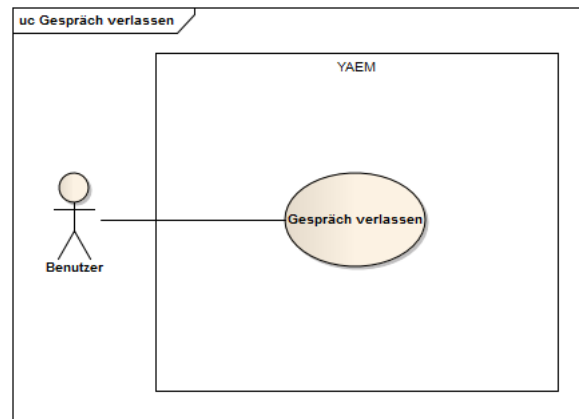 uc Gespräch verlassen
YAEM
Gespräch verlassen
Benutzer